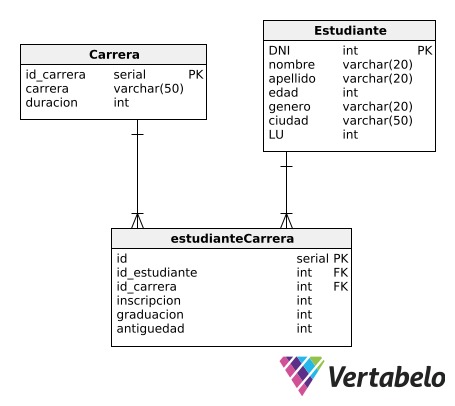 Carrera
id_carrera serial PK
carrera varchar(50)
duracion int
Estudiante
DNI int PK
nombre varchar(20)
apellido varchar(20)
edad int
genero varchar(20)
ciudad varchar(50)
LU int
estudianteCarrera
id serial PK
id_estudiante int FK
id_carrera int FK
inscripcion int
graduacion int
antiguedad int
Vertabelo